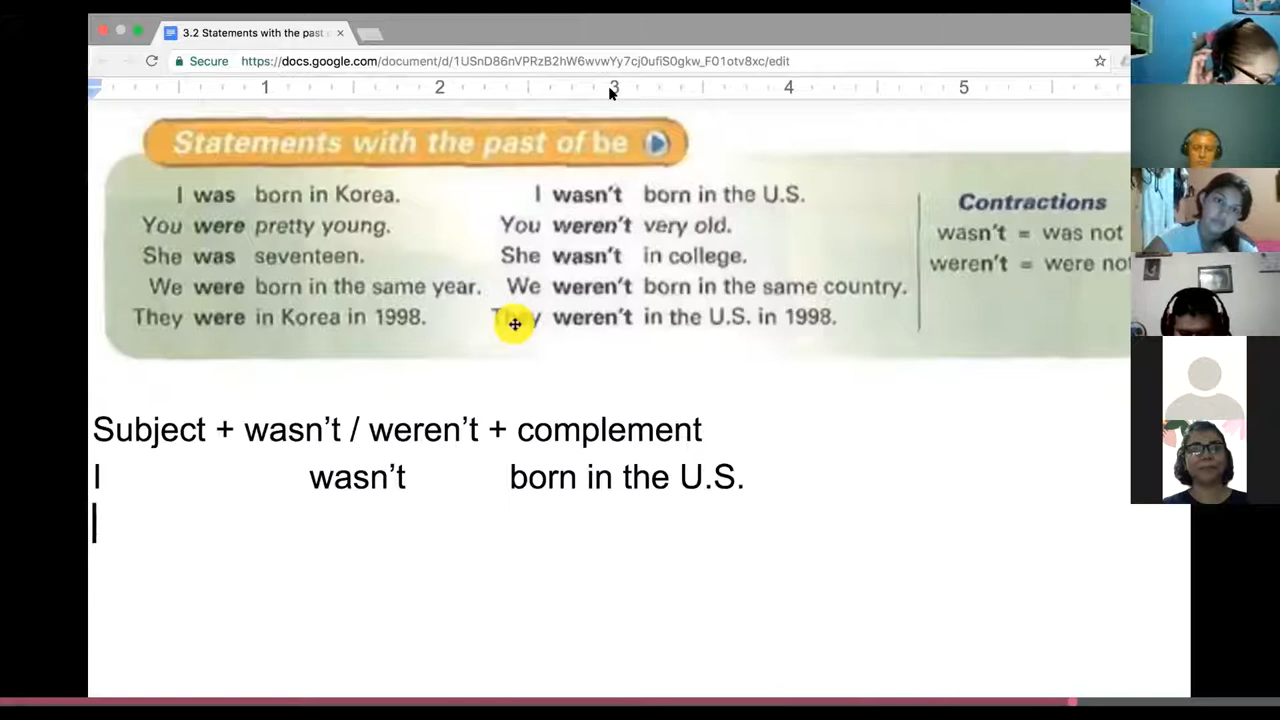 3.2 Statements with the past
Secure https://docs.google.com/document/d/1USnD86nVPRzB2hW6wvwYy7cj0ufiS0gkw_F01otv8xc/edit
1 2 3 4 5
Statements with the past of be
I was born in Korea. I wasn't born in the U.S.
You were pretty young. You weren't very old.
She was seventeen. She wasn't in college.
We were born in the same year. We weren't born in the same country.
They were in Korea in 1998. They weren't in the U.S. in 1998.
Contractions
wasn't = was not
weren't = were not
Subject + wasn’t / weren’t + complement
I wasn’t born in the U.S.